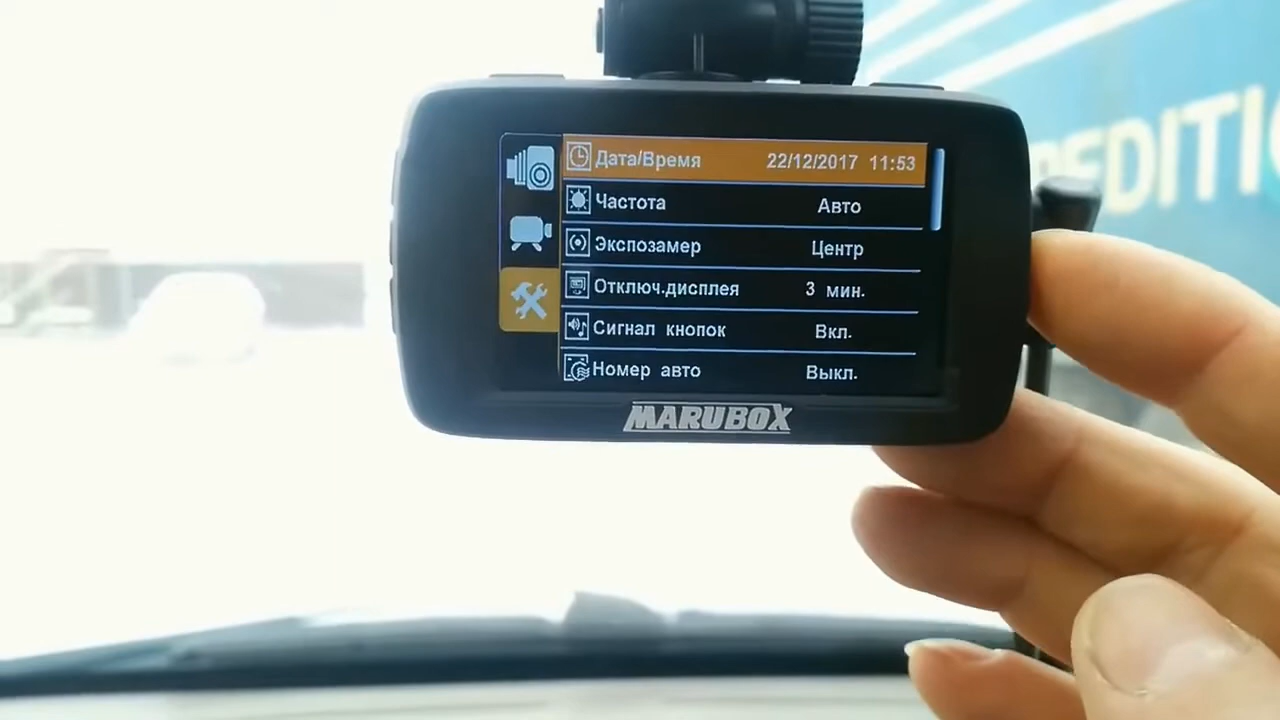 Дата/Время 22/12/2017 11:53
Частота Авто
Экспозамер Центр
Отключ.дисплея 3 мин.
Сигнал кнопок Вкл.
Номер авто Выкл.
MARUBOX
EDITI